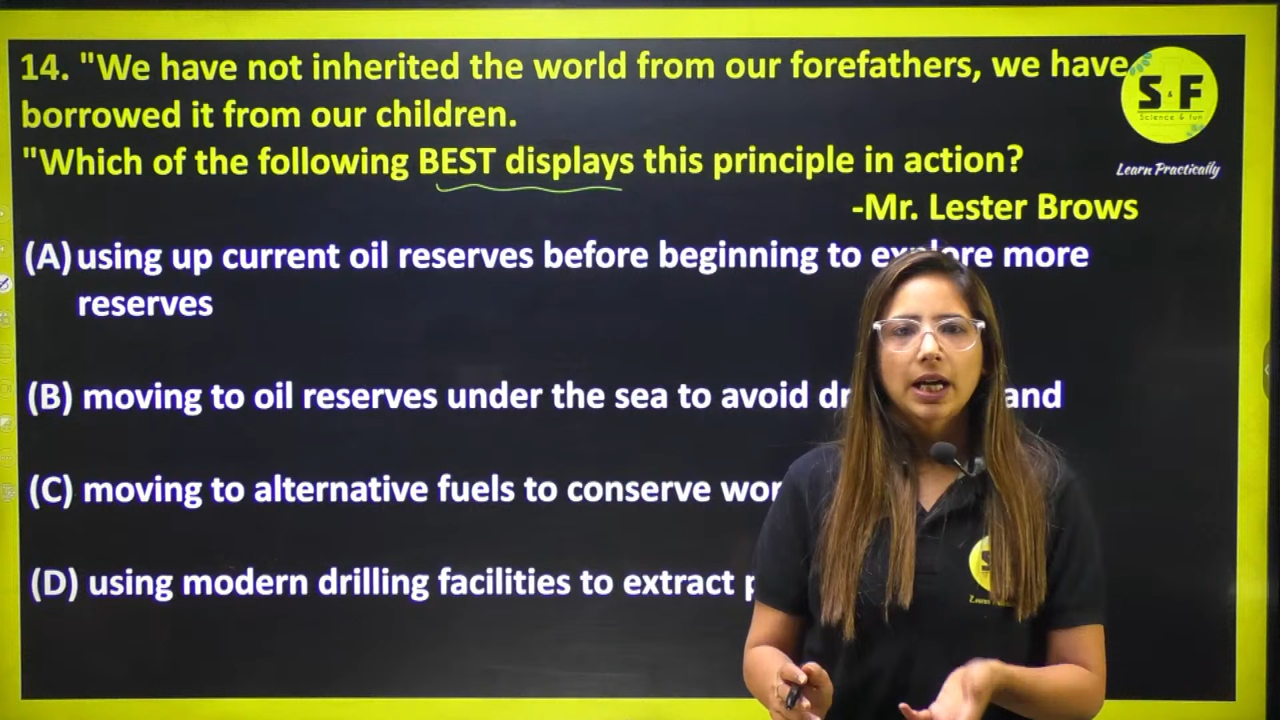 14. "We have not inherited the world from our forefathers, we have
borrowed it from our children.
"Which of the following BEST displays this principle in action?
-Mr. Lester Brows
(A) using up current oil reserves before beginning to more
reserves
(B) moving to oil reserves under the sea to avoid and
(C) moving to alternative fuels to conserve
(D) using modern drilling facilities to extract
S & F
Science & fun
Learn Practically